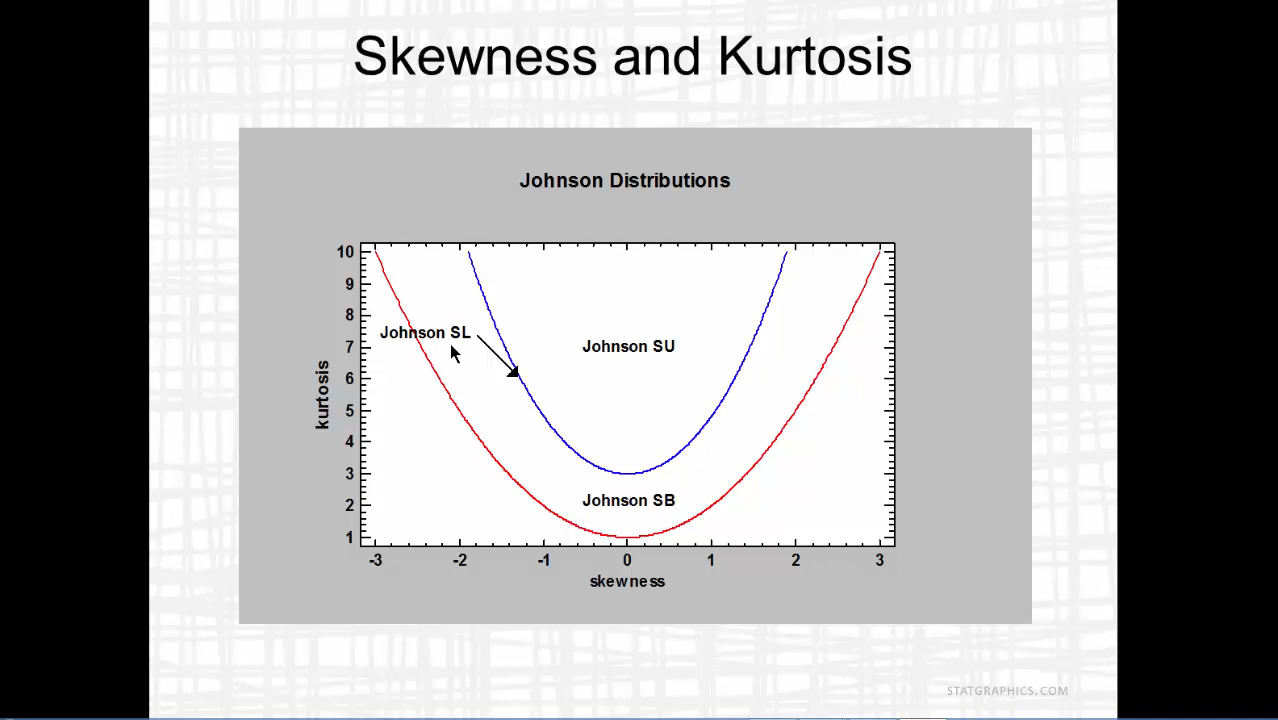 Skewness and Kurtosis
Johnson Distributions
10
9
8
7
6
5
4
3
2
1
kurtosis
Johnson SL
Johnson SU
Johnson SB
-3 -2 -1 0 1 2 3
skewness
STATGRAPHICS.COM